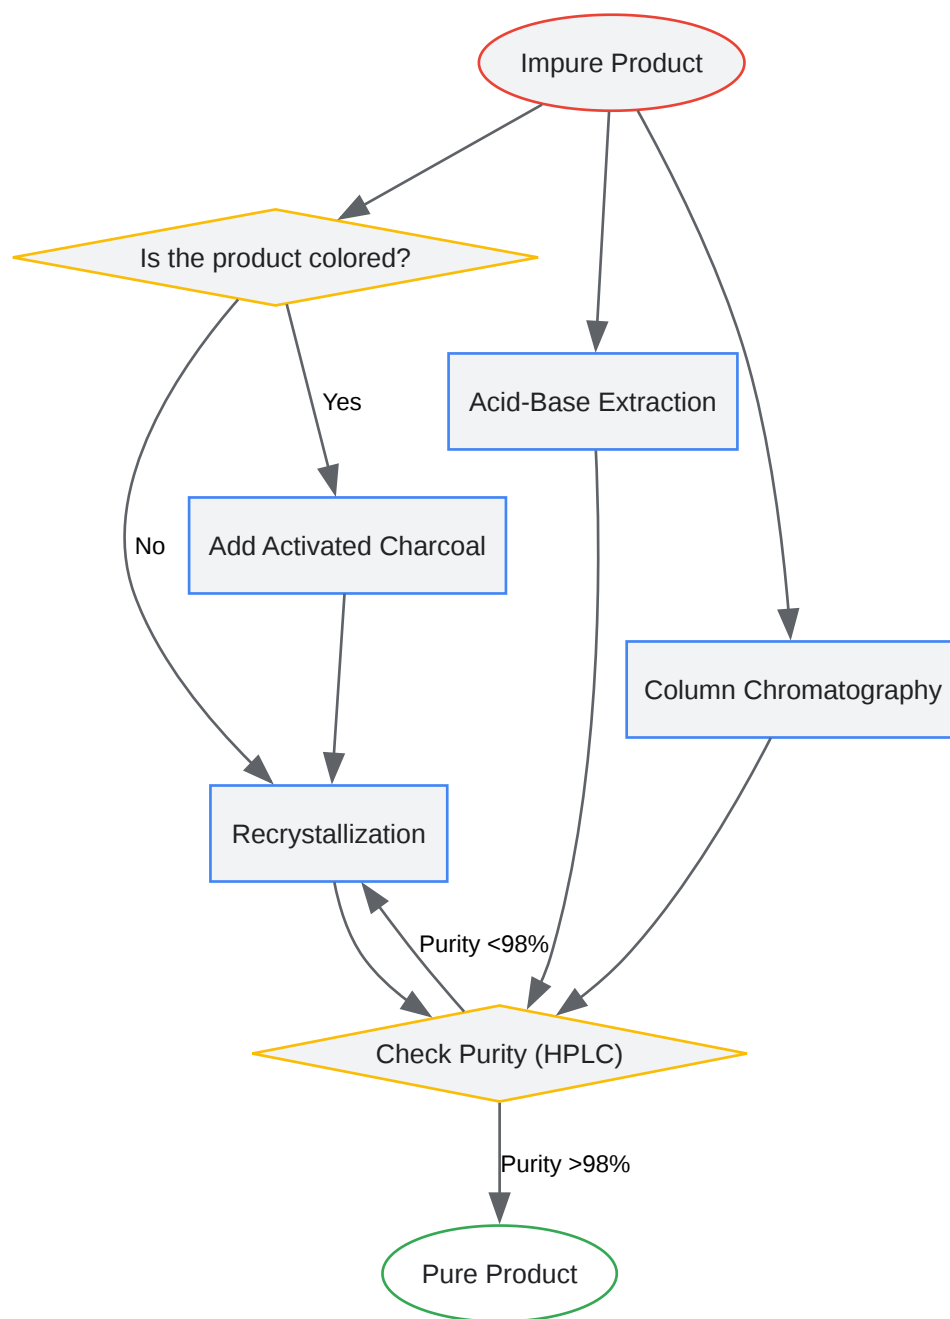 Impure Product
Is the product colored?
Yes
Acid-Base Extraction
No
Add Activated Charcoal
Column Chromatography
Recrystallization
Purity <98%
Check Purity (HPLC)
Purity >98%
Pure Product